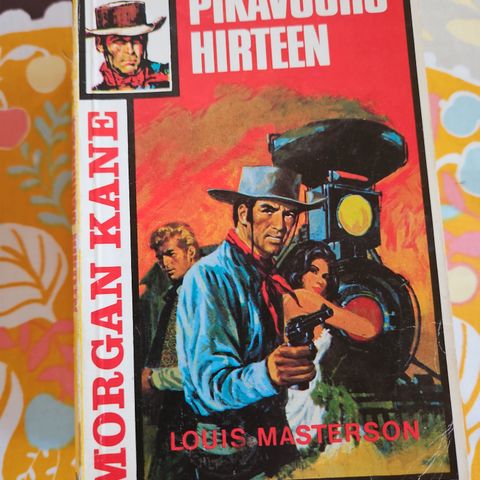 PIKAVUORO
HIRTEEN
MORGAN KANE
LOUIS MASTERSON